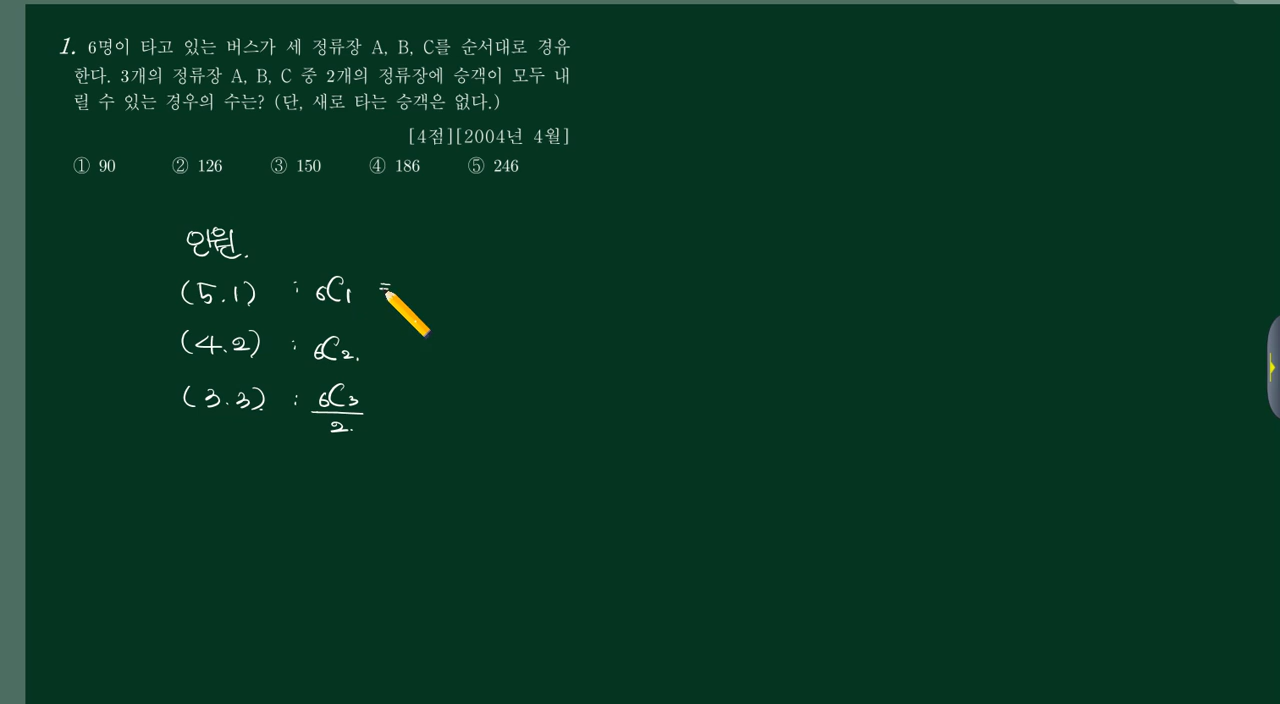 1. 6명이 타고 있는 버스가 세 정류장 A, B, C를 순서대로 경유
한다. 3개의 정류장 A, B, C 중 2개의 정류장에 승객이 모두 내
릴 수 있는 경우의 수는? (단, 새로 타는 승객은 없다.)
[4점][2004년 4월]
① 90 ② 126 ③ 150 ④ 186 ⑤ 246
인원.
(5.1) : ₆C₁ =
(4.2) : ₆C₂.
(3.3) : ₆C₃
2.